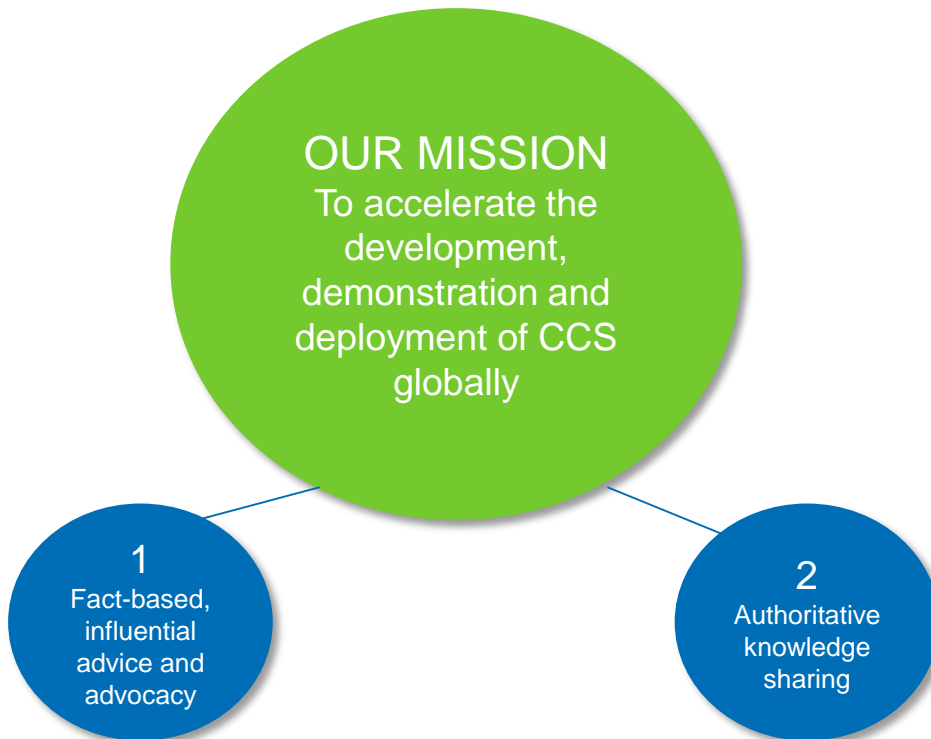 OUR MISSION
To accelerate the
development,
demonstration and
deployment of CCS
globally
1
Fact-based,
influential
advice and
advocacy
2
Authoritative
knowledge
sharing